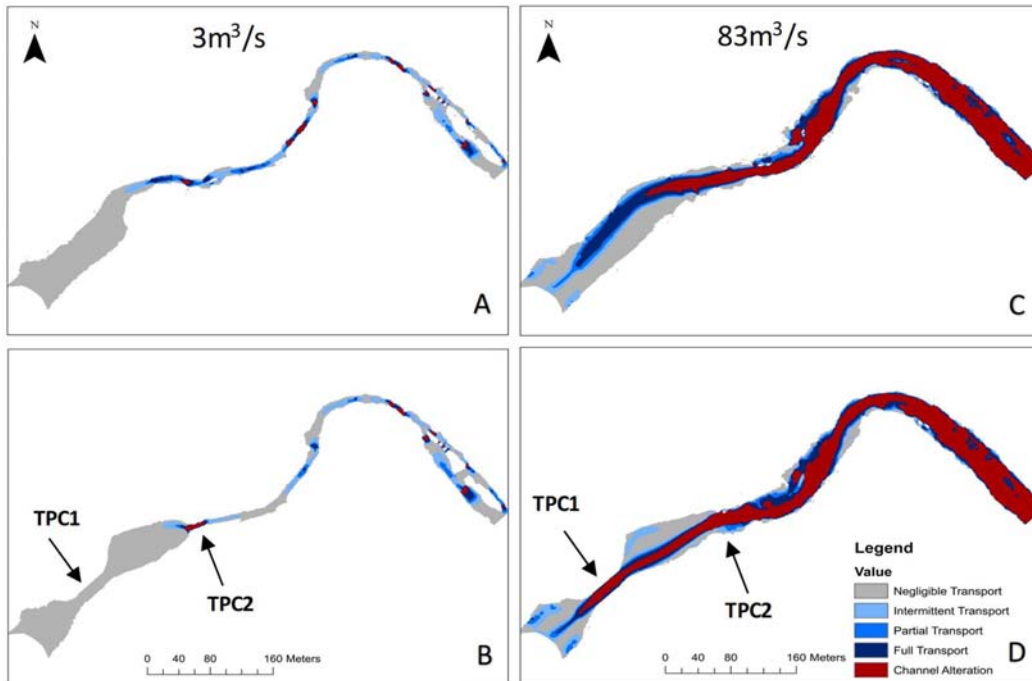 N
3m³/s
A
N
83m³/s
C
TPC1
TPC2
0 40 80 160 Meters
B
TPC1
TPC2
0 40 80 160 Meters
Legend
Value
Negligible Transport
Intermittent Transport
Partial Transport
Full Transport
Channel Alteration
D